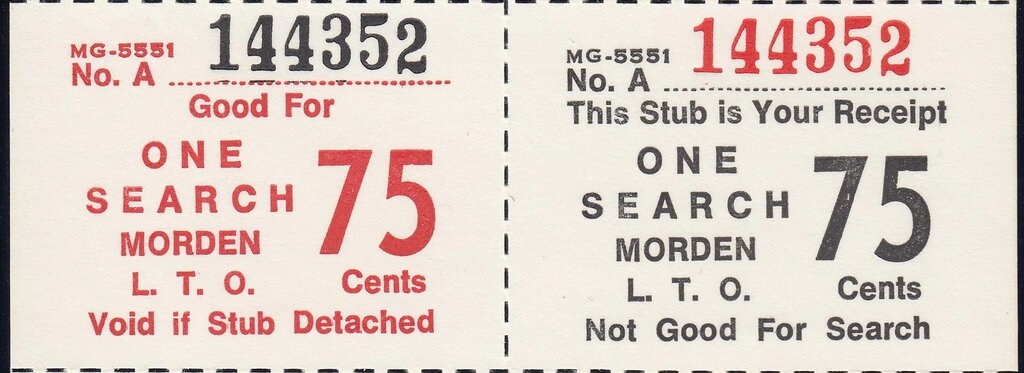 MG-5551
No. A 144352
Good For
ONE
SEARCH
MORDEN
L. T. O.
75
Cents
Void if Stub Detached
MG-5551
No. A 144352
This Stub is Your Receipt
ONE
SEARCH
MORDEN
L. T. O.
75
Cents
Not Good For Search